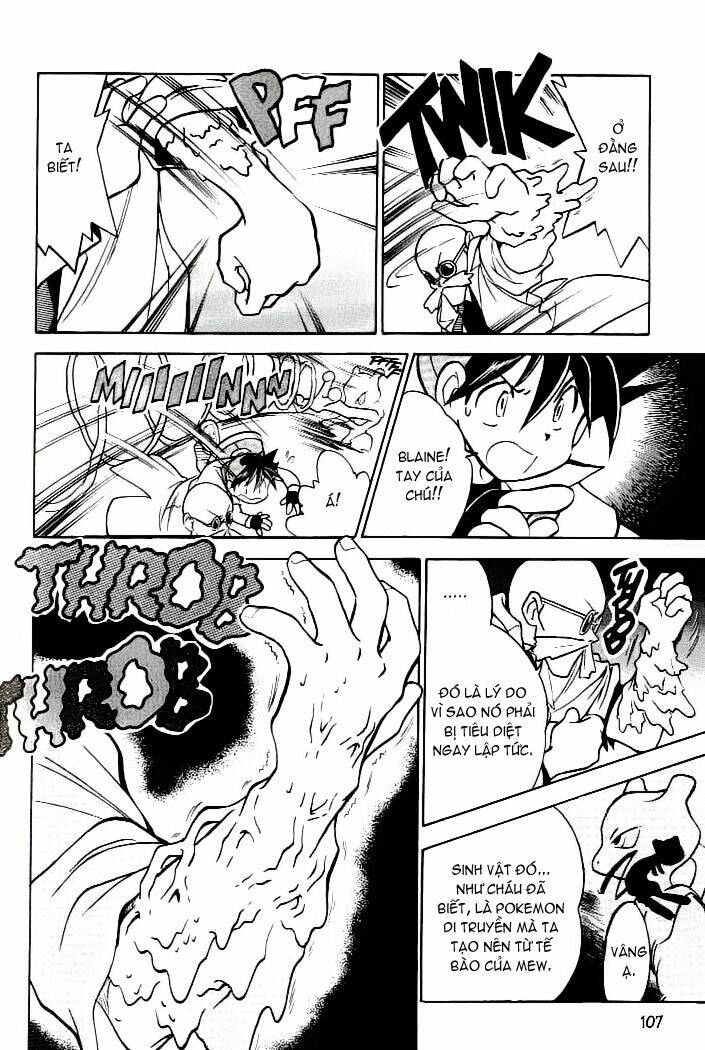 TWIK
Ở
ĐẰNG
SAU!!
PFF
TA
BIẾT!
BLAINE!
TAY CỦA
CHÚ!!
PFFTS
MIIIIIIINNN
Á!
THROB
.....
ĐÓ LÀ LÝ DO
VÌ SAO NÓ PHẢI
BỊ TIÊU DIỆT
NGAY LẬP TỨC.
SINH VẬT ĐÓ...
NHƯ CHÁU ĐÃ
BIẾT, LÀ POKEMON
DI TRUYỀN MÀ TA
TẠO NÊN TỪ TẾ
BÀO CỦA MEW.
VÂNG
Ạ.
THROB
THROB
107